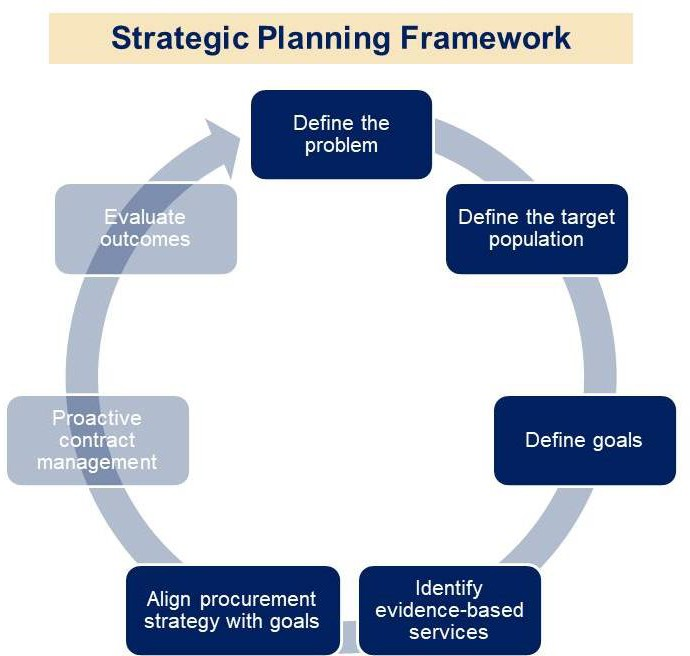 Strategic Planning Framework
Define the
problem
Define the target
population
Define goals
Identify
evidence-based
services
Align procurement
strategy with goals
Proactive
contract
management
Evaluate
outcomes